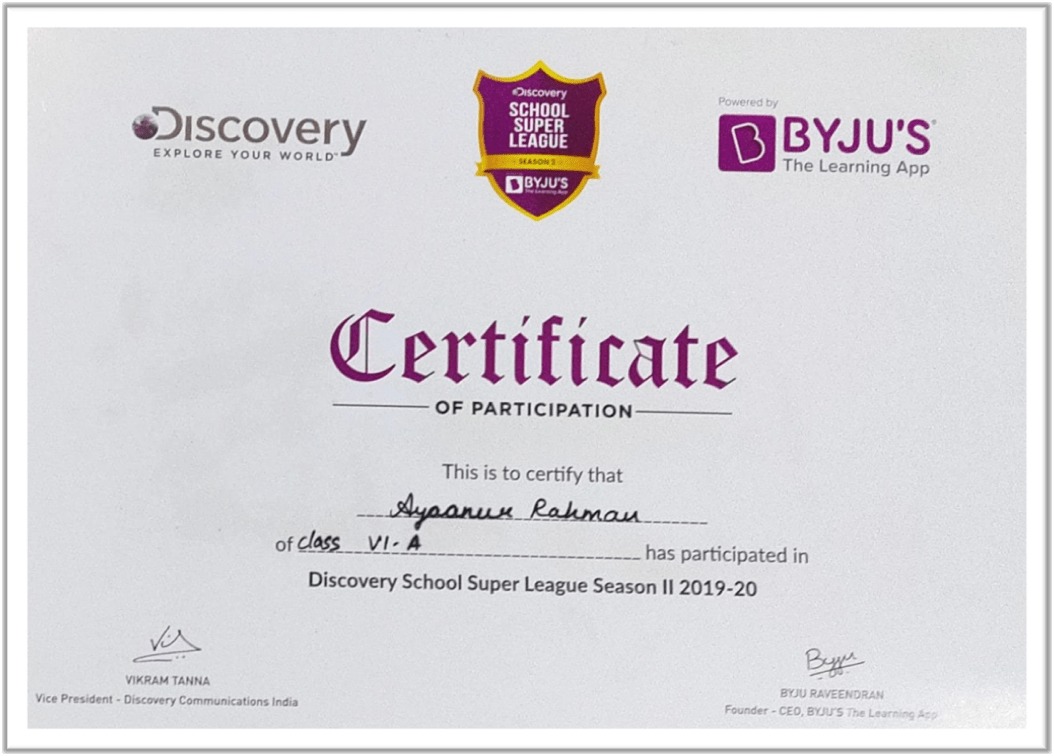 Discovery
EXPLORE YOUR WORLD™
Discovery
SCHOOL
SUPER
LEAGUE
SEASON 2
BYJU'S
The Learning App
Powered by
BYJU'S
The Learning App
Certificate
OF PARTICIPATION
This is to certify that
Ayaanur Rahman
of class VI-A has participated in
Discovery School Super League Season II 2019-20
VIKRAM TANNA
Vice President - Discovery Communications India
Byju
BYJU RAVEENDRAN
Founder - CEO, BYJU'S The Learning App